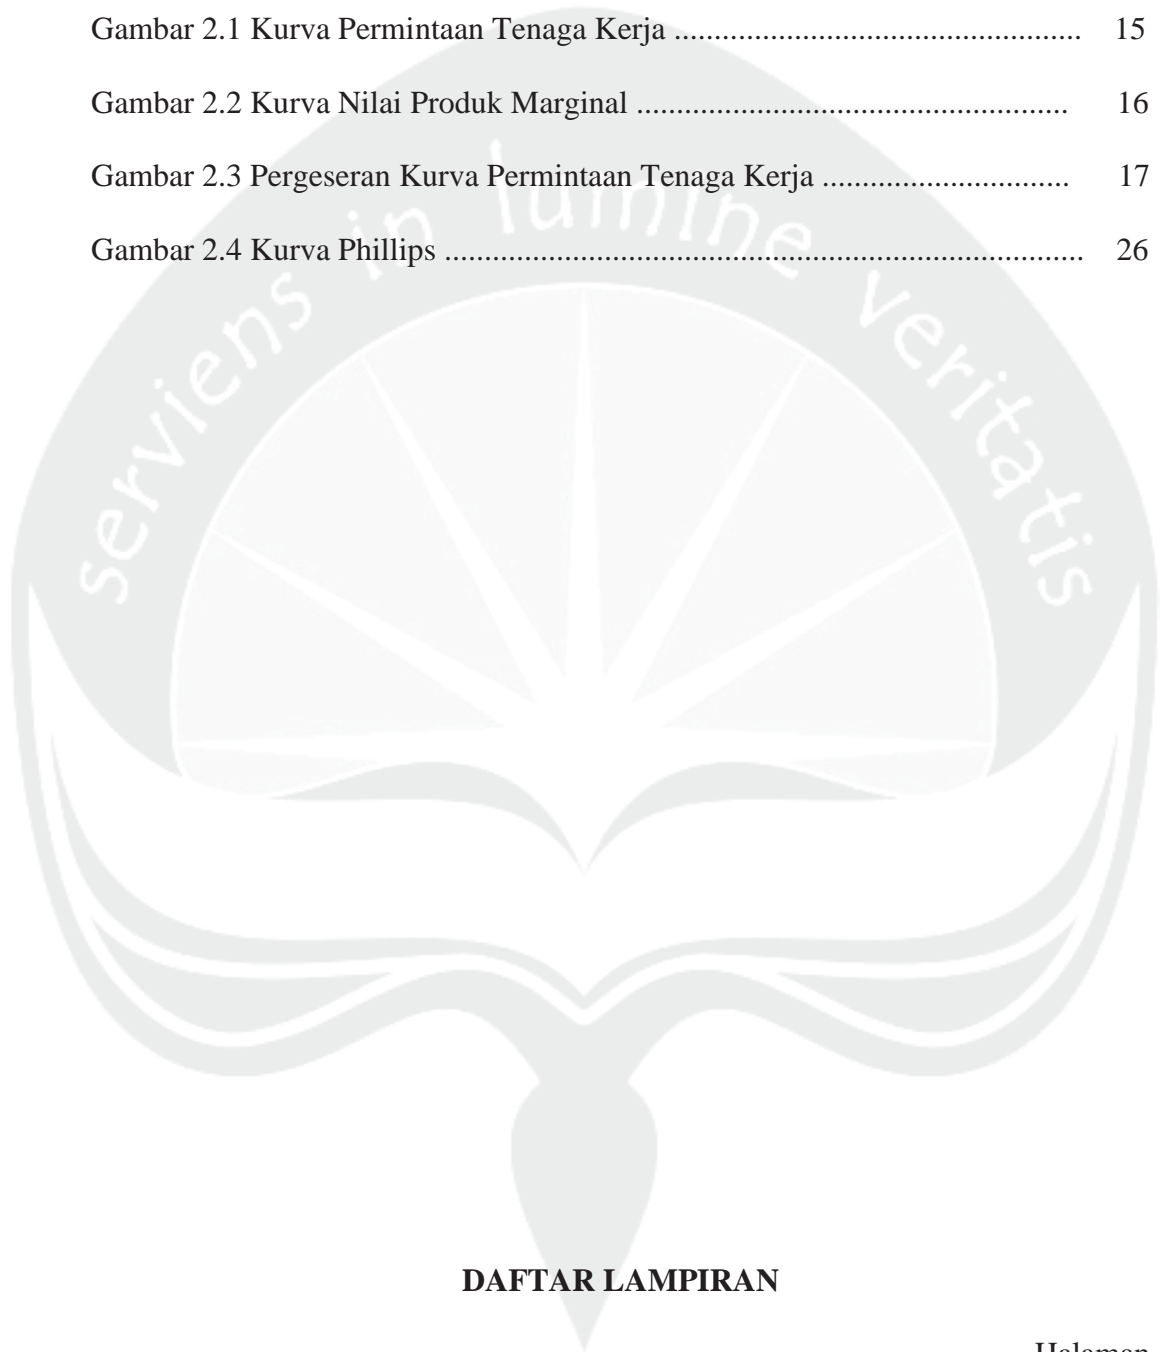 Gambar 2.1 Kurva Permintaan Tenaga Kerja .................................................. 15
Gambar 2.2 Kurva Nilai Produk Marginal ..................................................... 16
Gambar 2.3 Pergeseran Kurva Permintaan Tenaga Kerja .............................. 17
Gambar 2.4 Kurva Phillips ............................................................................... 26
serviens in lumine veritatis
DAFTAR LAMPIRAN
Halaman